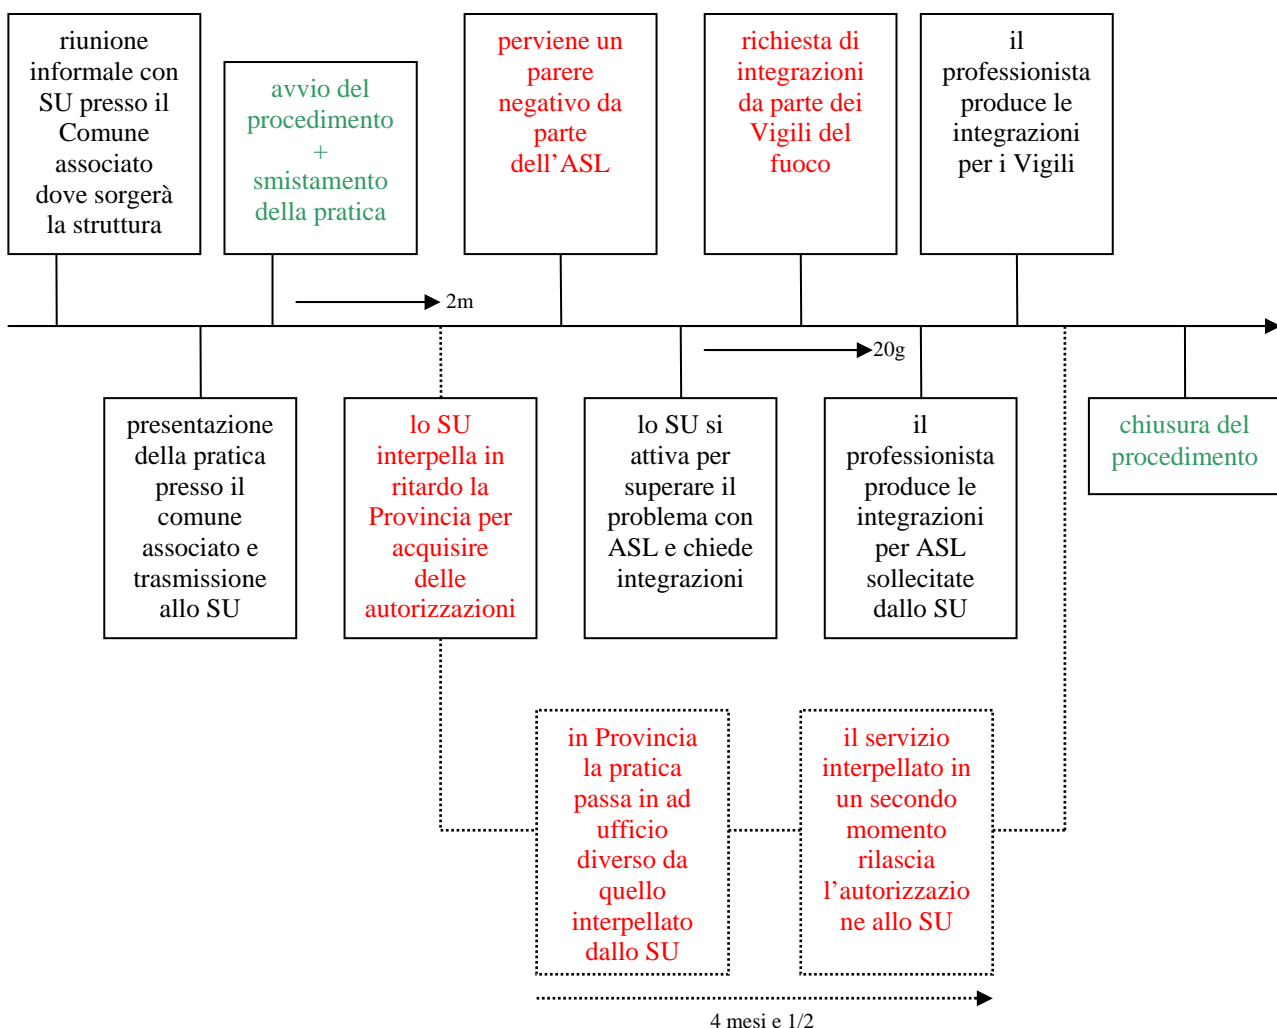 riunione
informale con
SU presso il
Comune
associato
dove sorgerà
la struttura
avvio del
procedimento
+
smistamento
della pratica
perviene un
parere
negativo da
parte
dell’ASL
richiesta di
integrazioni
da parte dei
Vigili del
fuoco
il
professionista
produce le
integrazioni
per i Vigili
2m
20g
presentazione
della pratica
presso il
comune
associato e
trasmissione
allo SU
lo SU
interpella in
ritardo la
Provincia per
acquisire
delle
autorizzazioni
lo SU si
attiva per
superare il
problema con
ASL e chiede
integrazioni
il
professionista
produce le
integrazioni
per ASL
sollecitate
dallo SU
chiusura del
procedimento
in Provincia
la pratica
passa in ad
ufficio
diverso da
quello
interpellato
dallo SU
il servizio
interpellato in
un secondo
momento
rilascia
l’autorizzazio
ne allo SU
4 mesi e 1/2